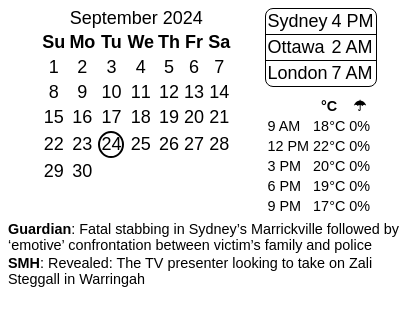 September 2024
Su Mo Tu We Th Fr Sa
1 2 3 4 5 6 7
8 9 10 11 12 13 14
15 16 17 18 19 20 21
22 23 24 25 26 27 28
29 30
Sydney 4 PM
Ottawa 2 AM
London 7 AM
°C ☂
9 AM 18°C 0%
12 PM 22°C 0%
3 PM 20°C 0%
6 PM 19°C 0%
9 PM 17°C 0%
Guardian: Fatal stabbing in Sydney’s Marrickville followed by
‘emotive’ confrontation between victim’s family and police
SMH: Revealed: The TV presenter looking to take on Zali
Steggall in Warringah